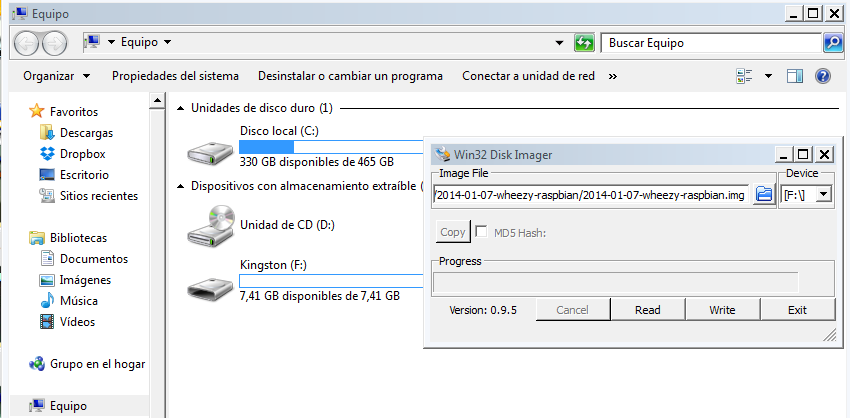 Equipo
Equipo
Buscar Equipo
Organizar
Propiedades del sistema
Desinstalar o cambiar un programa
Conectar a unidad de red
»
Favoritos
Descargas
Dropbox
Escritorio
Sitios recientes
Bibliotecas
Documentos
Imágenes
Música
Vídeos
Grupo en el hogar
Equipo
Unidades de disco duro (1)
Disco local (C:)
330 GB disponibles de 465 GB
Dispositivos con almacenamiento extraíble (
Unidad de CD (D:)
Kingston (F:)
7,41 GB disponibles de 7,41 GB
Win32 Disk Imager
Image File
Device
/2014-01-07-wheezy-raspbian/2014-01-07-wheezy-raspbian.img
[F:\]
Copy
MD5 Hash:
Progress
Version: 0.9.5
Cancel
Read
Write
Exit